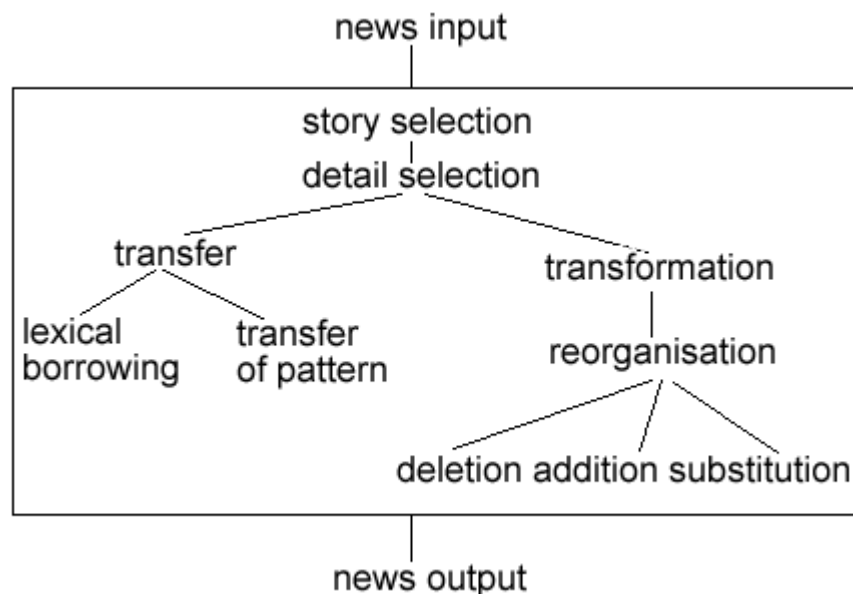 news input
story selection
detail selection
transfer
transformation
lexical
borrowing
transfer
of pattern
reorganisation
deletion addition substitution
news output